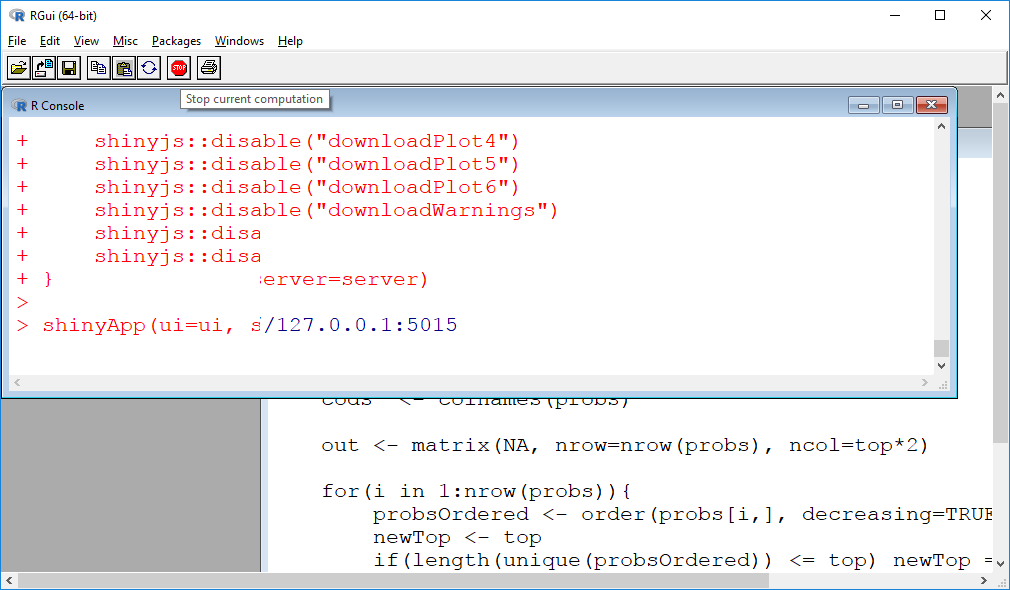 RGui (64-bit)
File Edit View Misc Packages Windows Help
STOP
Stop current computation
R Console
+ shinyjs::disable("downloadPlot4")
+ shinyjs::disable("downloadPlot5")
+ shinyjs::disable("downloadPlot6")
+ shinyjs::disable("downloadWarnings")
+ shinyjs::disa
+ shinyjs::disa
+ } erver=server)
>
> shinyApp(ui=ui, s/127.0.0.1:5015
<- colnames(probs)
out <- matrix(NA, nrow=nrow(probs), ncol=top*2)
for(i in 1:nrow(probs)){
probsOrdered <- order(probs[i,], decreasing=TRUE
newTop <- top
if(length(unique(probsOrdered)) <= top) newTop =